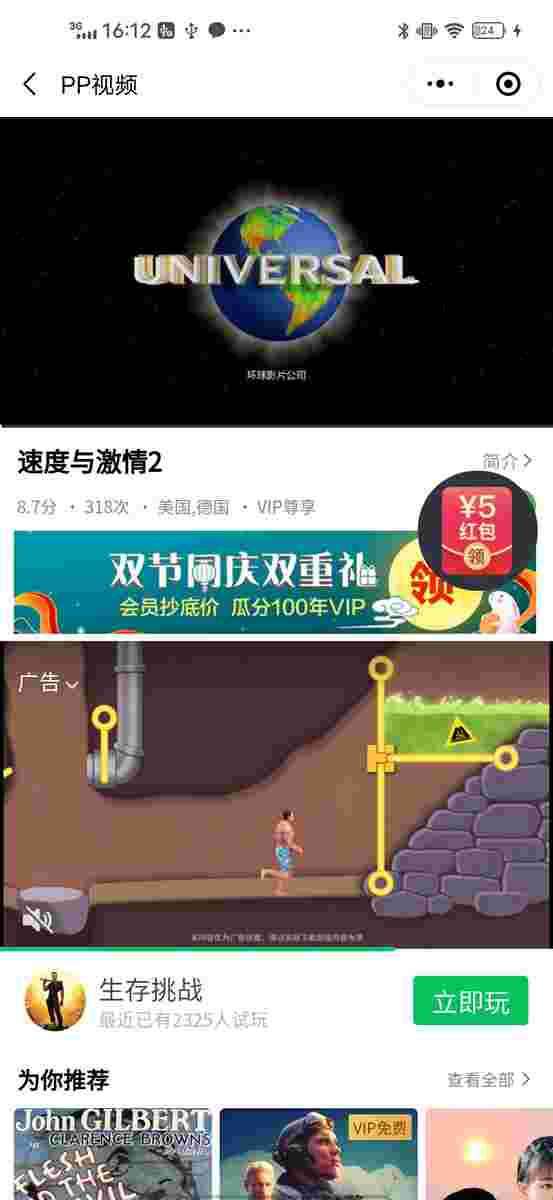 3G 16:12 24
PP视频
UNIVERSAL
环球影片公司
速度与激情2
简介
8.7分 · 318次 · 美国,德国 · VIP尊享
¥5
红包
领
双节同庆双重礼
会员抄底价 瓜分100年VIP
领
广告
生存挑战
最近已有2325人试玩
立即玩
为你推荐
查看全部
John GILBERT
CLARENCE BROWNS
FLESH
VIP免费